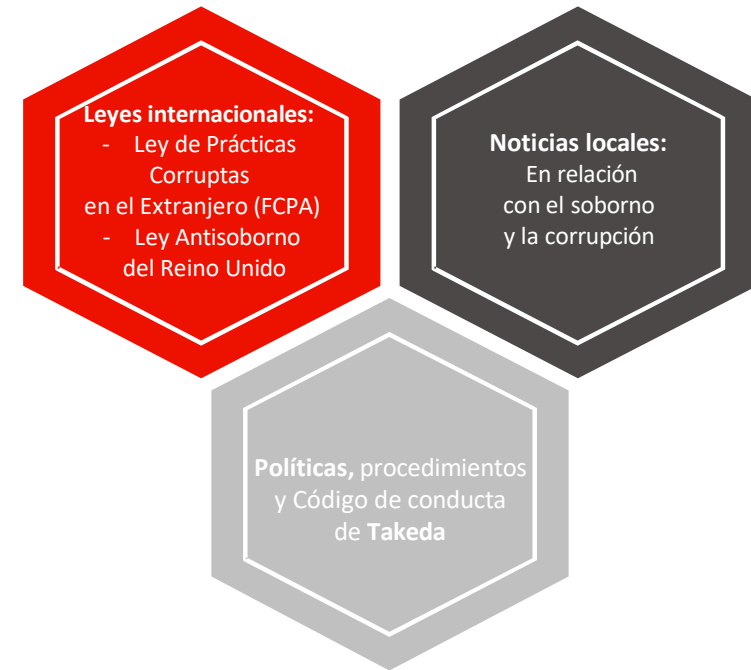 Leyes internacionales:
- Ley de Prácticas
Corruptas
en el Extranjero (FCPA)
- Ley Antisoborno
del Reino Unido
Noticias locales:
En relación
con el soborno
y la corrupción
Políticas, procedimientos
y Código de conducta
de Takeda